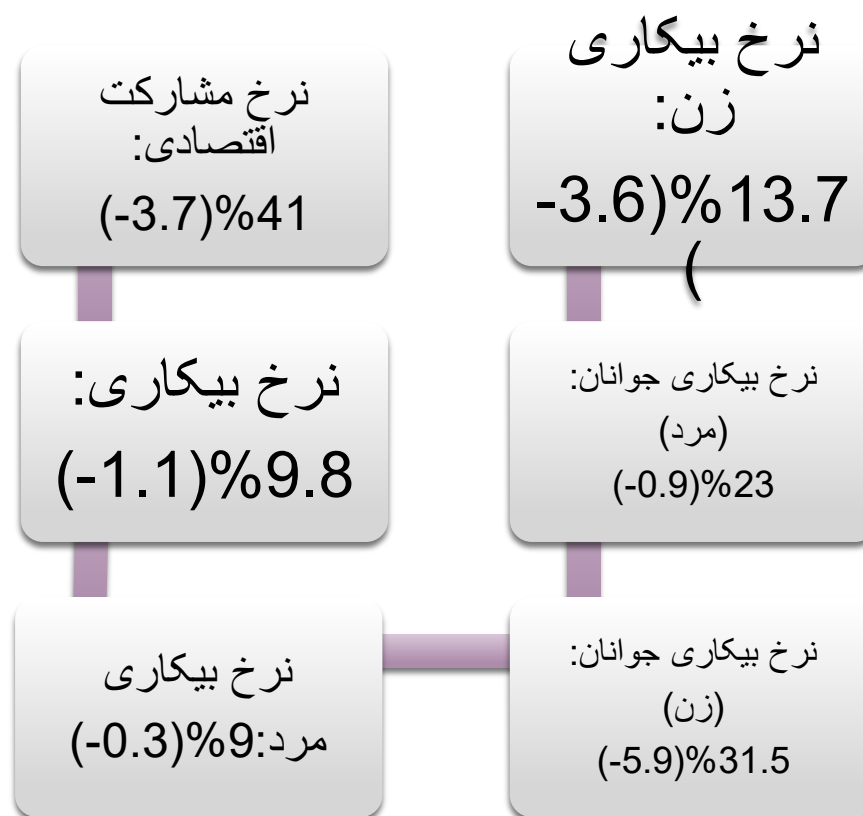 نرخ مشارکت
اقتصادی:
41%(-3.7)
نرخ بیکاری:
9.8%(-1.1)
نرخ بیکاری
مرد:9%(-0.3)
نرخ بیکاری جوانان:
(زن)
31.5%(-5.9)
نرخ بیکاری جوانان:
(مرد)
23%(-0.9)
نرخ بیکاری
زن:
13.7%(-3.6
)